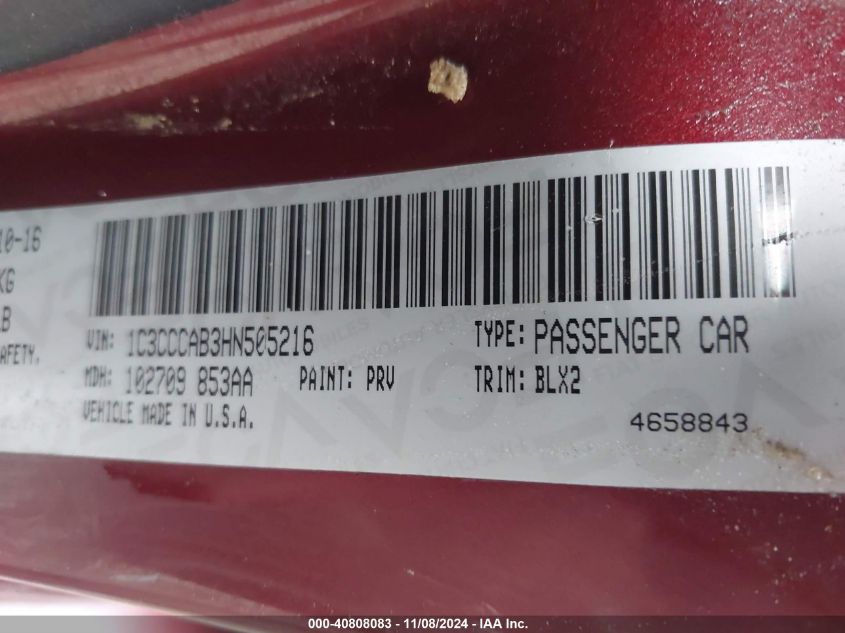 10-16
KG
LB
AFETY.
VIN: 1C3CCCAB3HN505216
TYPE: PASSENGER CAR
MDH: 102709 853AA
PAINT: PRV
TRIM: BLX2
VEHICLE MADE IN U.S.A.
4658843
000-40808083 - 11/08/2024 - IAA Inc.